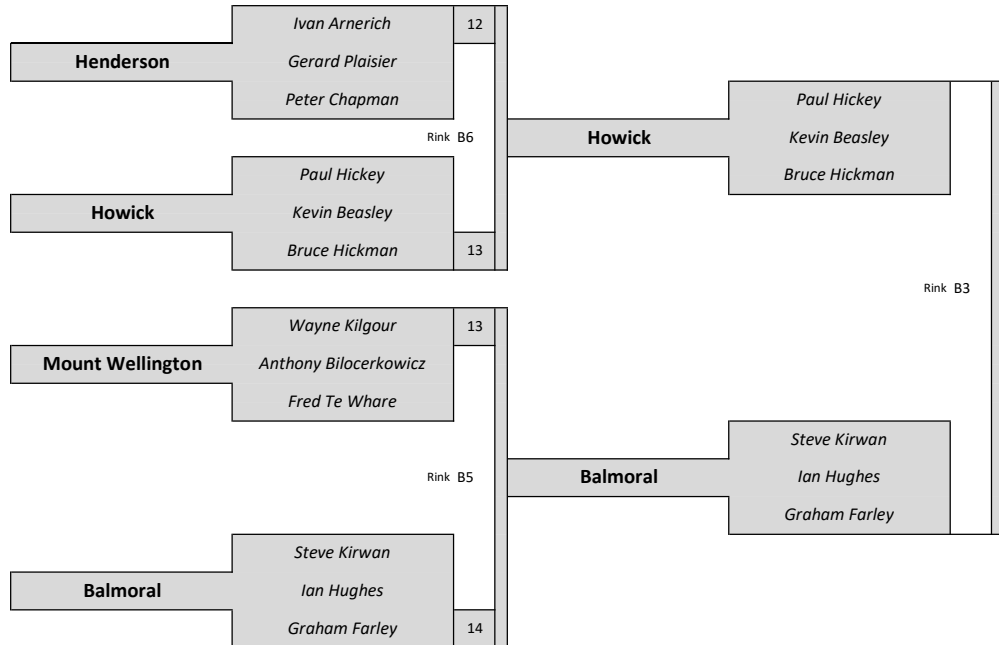 Ivan Arnerich 12
Henderson Gerard Plaisier
Peter Chapman
Rink B6
Paul Hickey
Howick Kevin Beasley
Bruce Hickman 13
Wayne Kilgour 13
Mount Wellington Anthony Bilocerkowicz
Fred Te Whare
Rink B5
Steve Kirwan
Balmoral Ian Hughes
Graham Farley 14
Paul Hickey
Howick Kevin Beasley
Bruce Hickman
Rink B3
Steve Kirwan
Balmoral Ian Hughes
Graham Farley